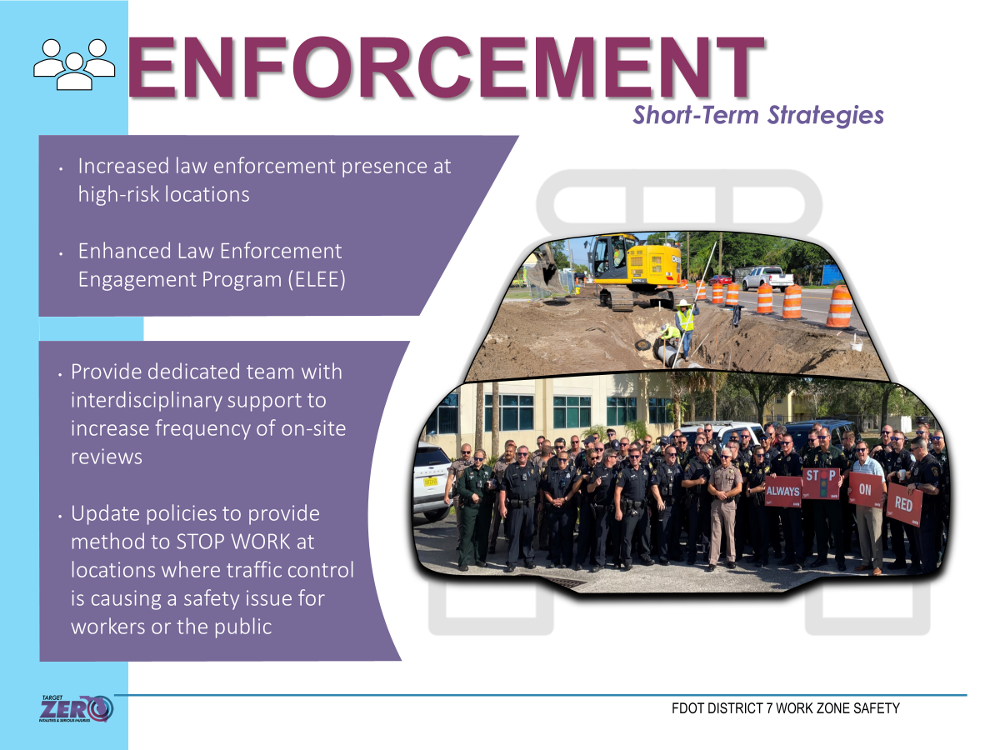 ENFORCEMENT
Short-Term Strategies
• Increased law enforcement presence at
high-risk locations
• Enhanced Law Enforcement
Engagement Program (ELEE)
• Provide dedicated team with
interdisciplinary support to
increase frequency of on-site
reviews
• Update policies to provide
method to STOP WORK at
locations where traffic control
is causing a safety issue for
workers or the public
ALWAYS
STOP
ON
RED
TARGET
ZERO
FATALITIES & SERIOUS INJURIES
FDOT DISTRICT 7 WORK ZONE SAFETY